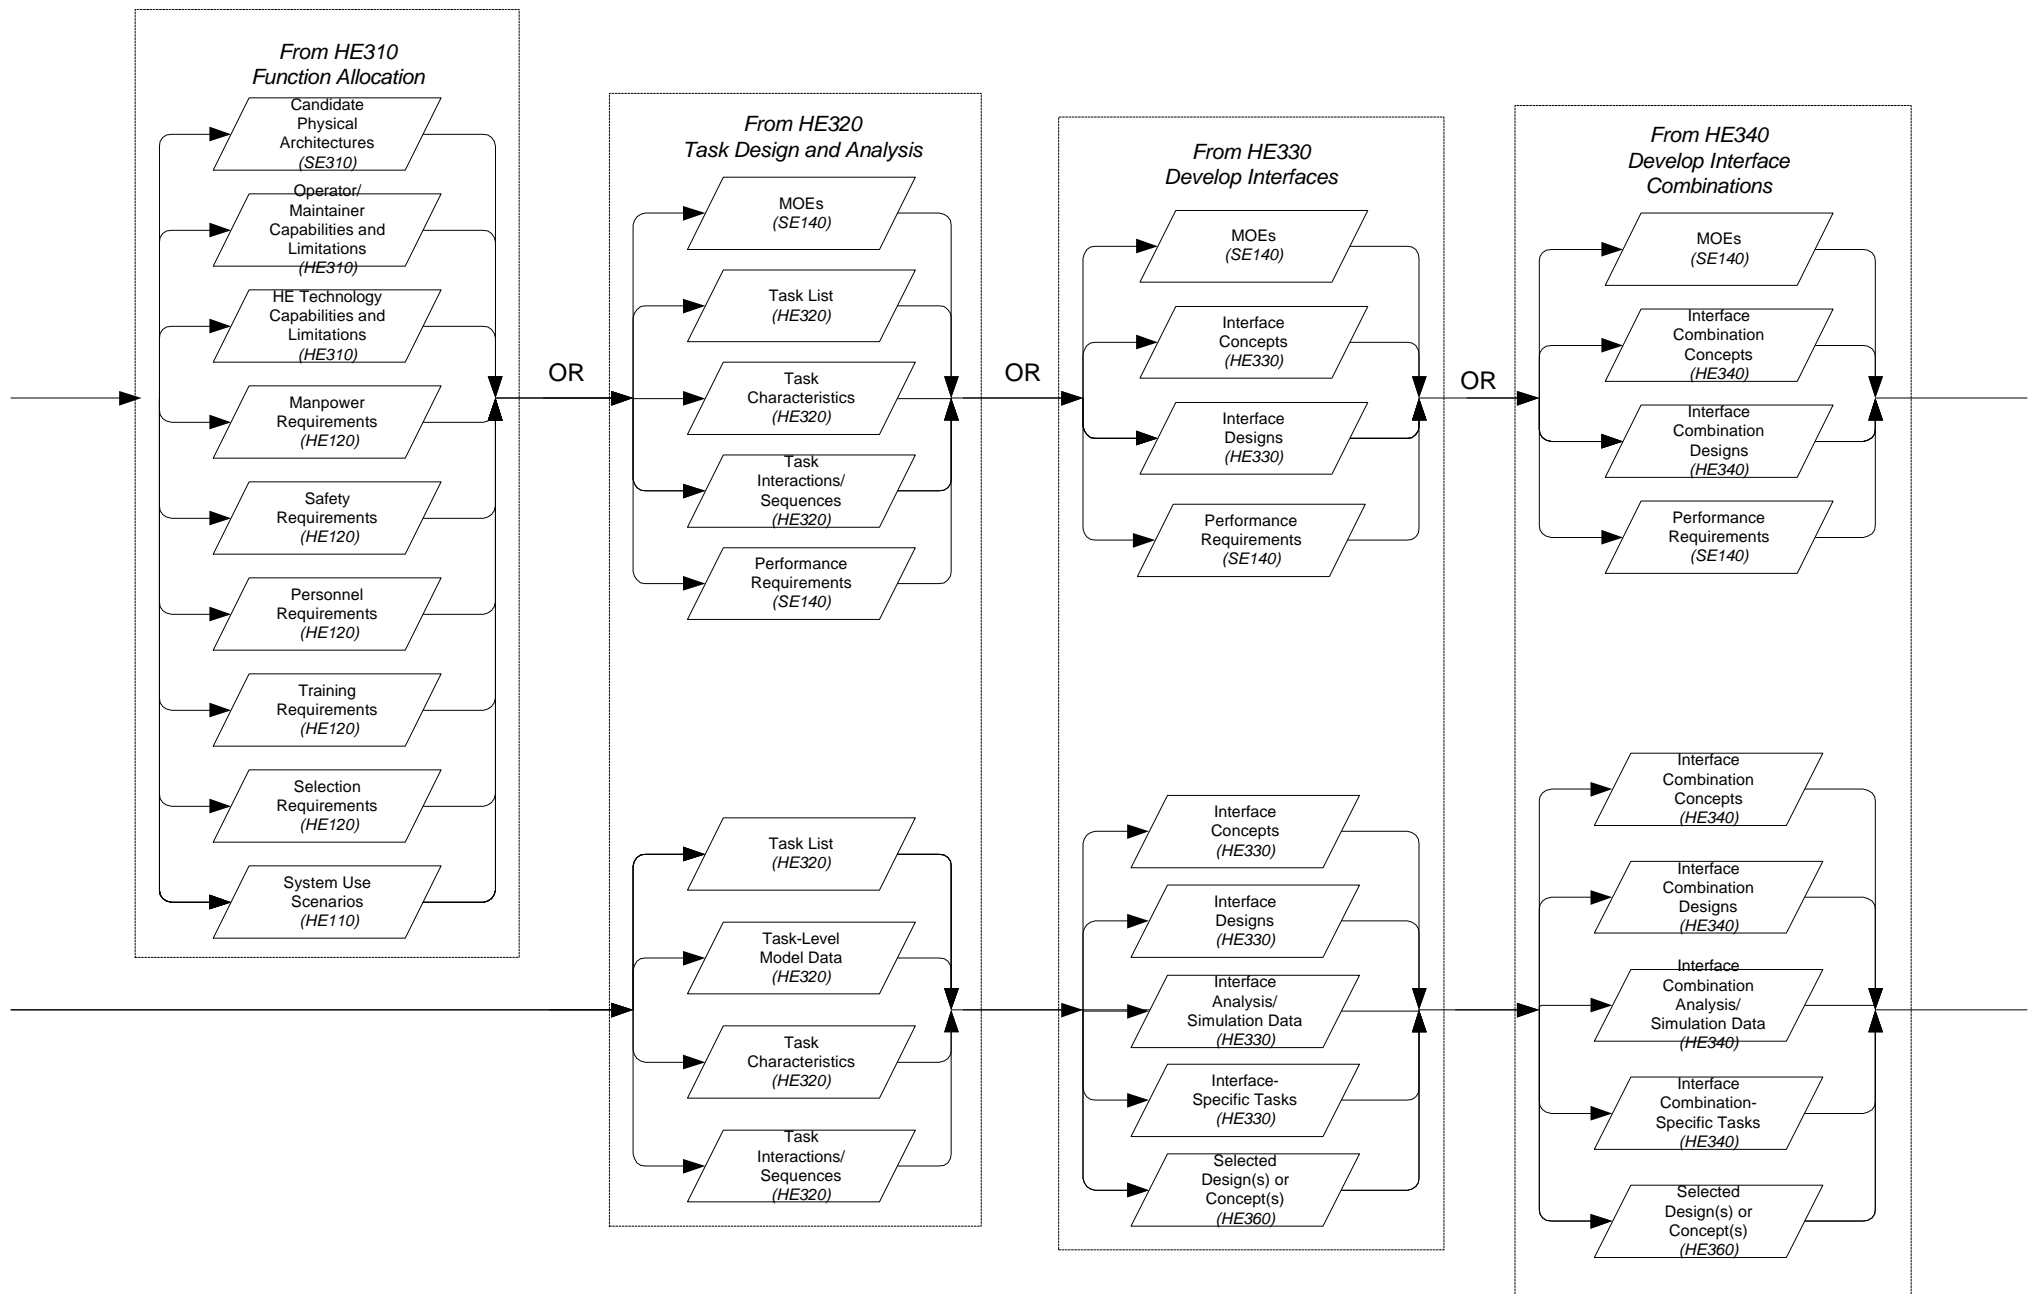 From HE310
Function Allocation
Candidate
Physical
Architectures
(SE310)
Operator/
Maintainer
Capabilities and
Limitations
(HE310)
HE Technology
Capabilities and
Limitations
(HE310)
Manpower
Requirements
(HE120)
Safety
Requirements
(HE120)
Personnel
Requirements
(HE120)
Training
Requirements
(HE120)
Selection
Requirements
(HE120)
System Use
Scenarios
(HE110)
OR
From HE320
Task Design and Analysis
MOEs
(SE140)
Task List
(HE320)
Task
Characteristics
(HE320)
Task
Interactions/
Sequences
(HE320)
Performance
Requirements
(SE140)
Task List
(HE320)
Task-Level
Model Data
(HE320)
Task
Characteristics
(HE320)
Task
Interactions/
Sequences
(HE320)
OR
From HE330
Develop Interfaces
MOEs
(SE140)
Interface
Concepts
(HE330)
Interface
Designs
(HE330)
Performance
Requirements
(SE140)
Interface
Concepts
(HE330)
Interface
Designs
(HE330)
Interface
Analysis/
Simulation Data
(HE330)
Interface-
Specific Tasks
(HE330)
Selected
Design(s) or
Concept(s)
(HE360)
OR
From HE340
Develop Interface
Combinations
MOEs
(SE140)
Interface
Combination
Concepts
(HE340)
Interface
Combination
Designs
(HE340)
Performance
Requirements
(SE140)
Interface
Combination
Concepts
(HE340)
Interface
Combination
Designs
(HE340)
Interface
Combination
Analysis/
Simulation Data
(HE340)
Interface
Combination-
Specific Tasks
(HE340)
Selected
Design(s) or
Concept(s)
(HE360)